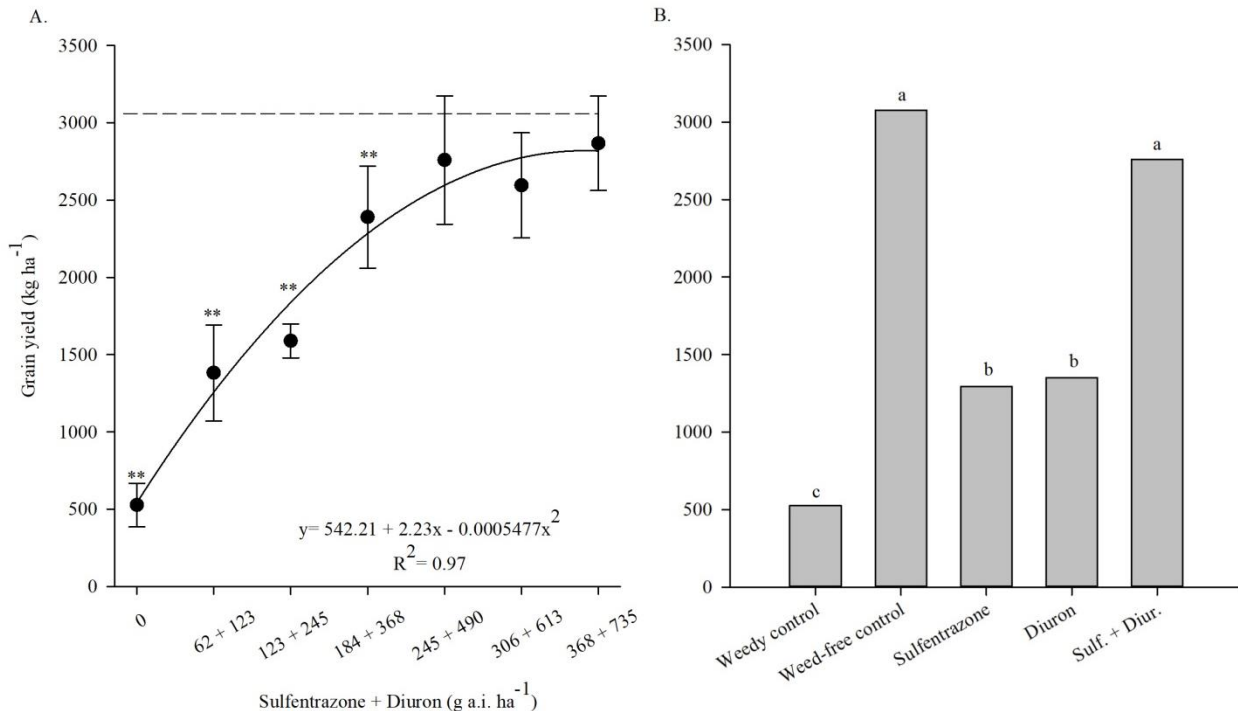 A.
3500
3000
2500
2000
1500
1000
500
0
Grain yield (kg ha-1)
**
**
**
**
y= 542.21 + 2.23x - 0.0005477x2
R2= 0.97
0
62 + 123
123 + 245
184 + 368
245 + 490
306 + 613
368 + 735
Sulfentrazone + Diuron (g a.i. ha-1)
B.
3500
3000
2500
2000
1500
1000
500
0
c
a
b
b
a
Weedy control
Weed-free control
Sulfentrazone
Diuron
Sulf. + Diur.